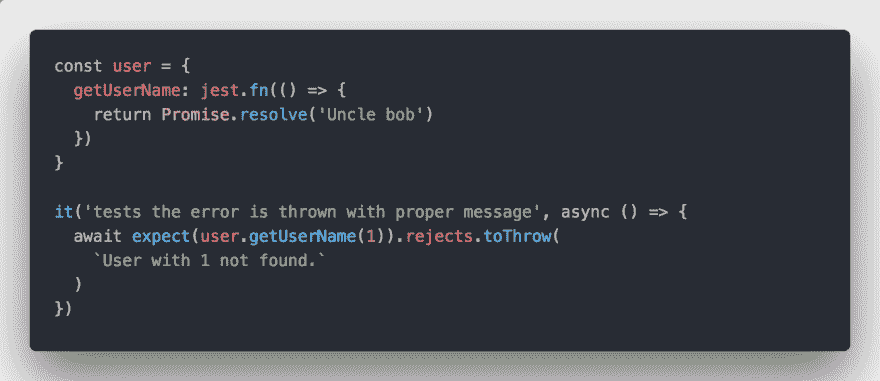 const user = {
  getUserName: jest.fn(() => {
    return Promise.resolve('Uncle bob')
  })
}

it('tests the error is thrown with proper message', async () => {
  await expect(user.getUserName(1)).rejects.toThrow(
    `User with 1 not found.`
  )
})